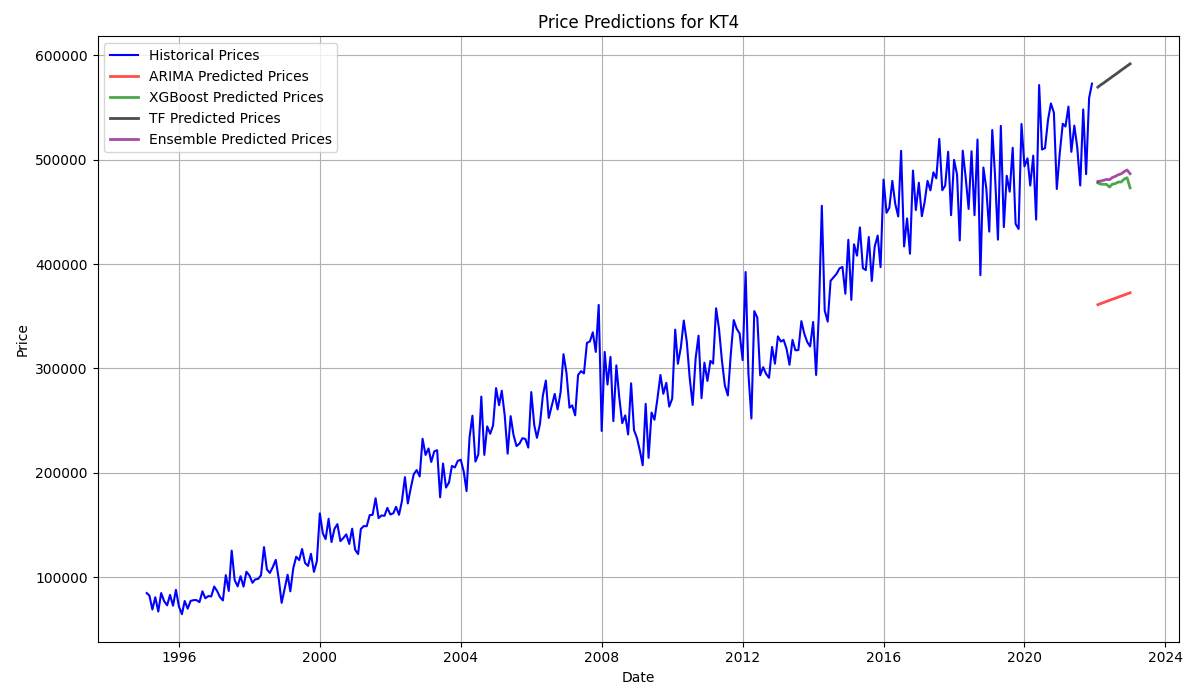 Price Predictions for KT4
Historical Prices
ARIMA Predicted Prices
XGBoost Predicted Prices
TF Predicted Prices
Ensemble Predicted Prices
600000
500000
400000
300000
200000
100000
Price
1996 2000 2004 2008 2012 2016 2020 2024
Date